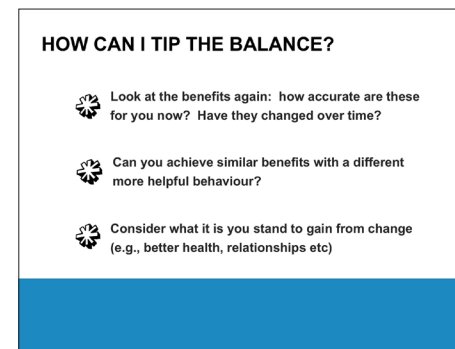 HOW CAN I TIP THE BALANCE?
Look at the benefits again: how accurate are these
for you now? Have they changed over time?
Can you achieve similar benefits with a different
more helpful behaviour?
Consider what it is you stand to gain from change
(e.g., better health, relationships etc)